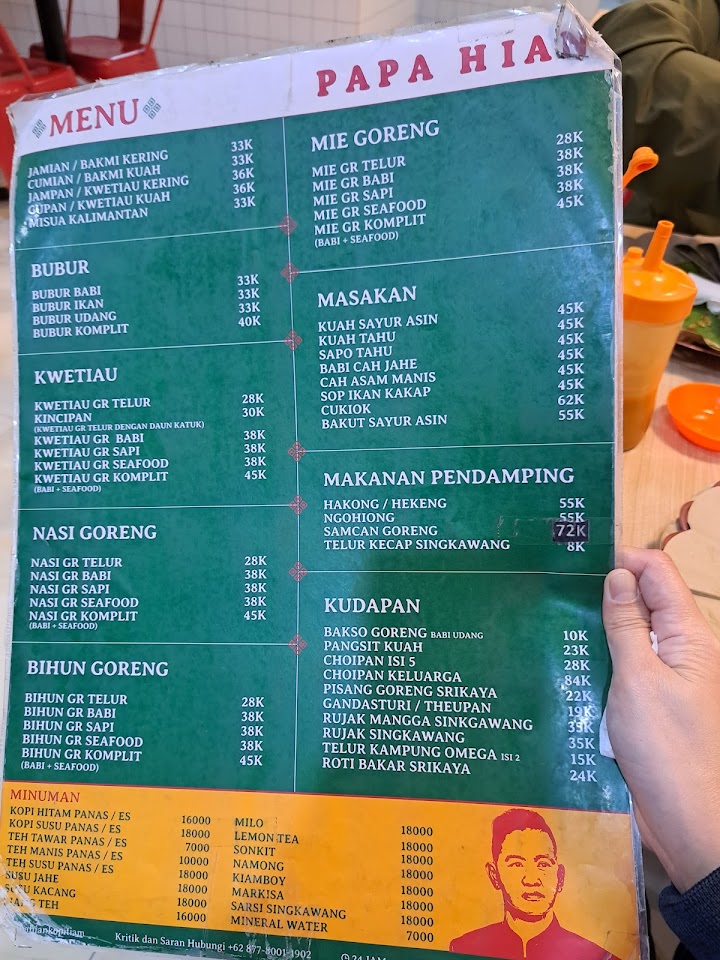 MENU
PAPA HIAN
JAMIAN / BAKMI KERING 33K
CUMIAN / BAKMI KUAH 33K
JAMPAN / KWETIAU KERING 36K
CUPAN / KWETIAU KUAH 36K
MISUA KALIMANTAN 33K
BUBUR
BUBUR BABI 33K
BUBUR IKAN 33K
BUBUR UDANG 33K
BUBUR KOMPLIT 40K
KWETIAU
KWETIAU GR TELUR 28K
KINCIPAN 30K
(KWETIAU GR TELUR DENGAN DAUN KATUK)
KWETIAU GR BABI 38K
KWETIAU GR SAPI 38K
KWETIAU GR SEAFOOD 38K
KWETIAU GR KOMPLIT 45K
(BABI + SEAFOOD)
NASI GORENG
NASI GR TELUR 28K
NASI GR BABI 38K
NASI GR SAPI 38K
NASI GR SEAFOOD 38K
NASI GR KOMPLIT 45K
(BABI + SEAFOOD)
BIHUN GORENG
BIHUN GR TELUR 28K
BIHUN GR BABI 38K
BIHUN GR SAPI 38K
BIHUN GR SEAFOOD 38K
BIHUN GR KOMPLIT 45K
(BABI + SEAFOOD)
MIE GORENG
MIE GR TELUR 28K
MIE GR BABI 38K
MIE GR SAPI 38K
MIE GR SEAFOOD 38K
MIE GR KOMPLIT 45K
(BABI + SEAFOOD)
MASAKAN
KUAH SAYUR ASIN 45K
KUAH TAHU 45K
SAPO TAHU 45K
BABI CAH JAHE 45K
CAH ASAM MANIS 45K
SOP IKAN KAKAP 45K
CUKIOK 62K
BAKUT SAYUR ASIN 55K
MAKANAN PENDAMPING
HAKONG / HEKENG 55K
NGOHIONG 55K
SAMCAN GORENG 72K
TELUR KECAP SINGKAWANG 8K
KUDAPAN
BAKSO GORENG BABI UDANG 10K
PANGSIT KUAH 23K
CHOIPAN ISI 5 28K
CHOIPAN KELUARGA 84K
PISANG GORENG SRIKAYA 22K
GANDASTURI / THEUPAN 19K
RUJAK MANGGA SINKGAWANG
RUJAK SINGKAWANG 35K
TELUR KAMPUNG OMEGA ISI 2 15K
ROTI BAKAR SRIKAYA 24K
MINUMAN
KOPI HITAM PANAS / ES 16000
KOPI SUSU PANAS / ES 18000
TEH TAWAR PANAS / ES 7000
TEH MANIS PANAS / ES 10000
TEH SUSU PANAS / ES 18000
SUSU JAHE 18000
SUSU KACANG 18000
LIANG TEH 16000
MILO 18000
LEMON TEA 18000
SONKIT 18000
NAMONG 18000
KIAMBOY 18000
MARKISA 18000
SARSI SINGKAWANG 18000
MINERAL WATER 7000
Kritik dan Saran Hubungi +62 877-8001-1902
24 JAM